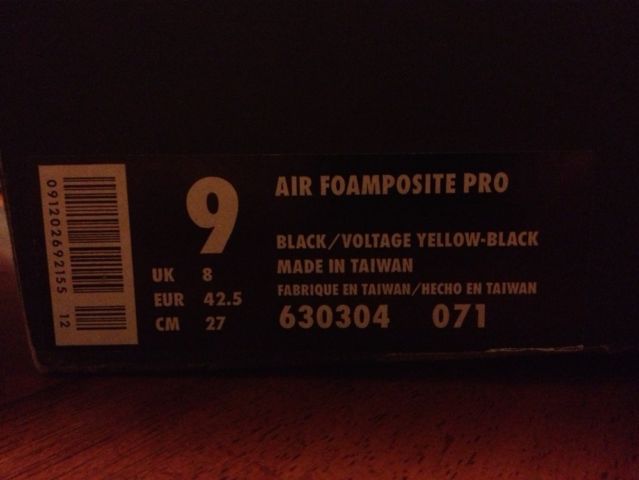 091202692155 12
9
UK 8
EUR 42.5
CM 27
AIR FOAMPOSITE PRO
BLACK/VOLTAGE YELLOW-BLACK
MADE IN TAIWAN
FABRIQUE EN TAIWAN/HECHO EN TAIWAN
630304 071